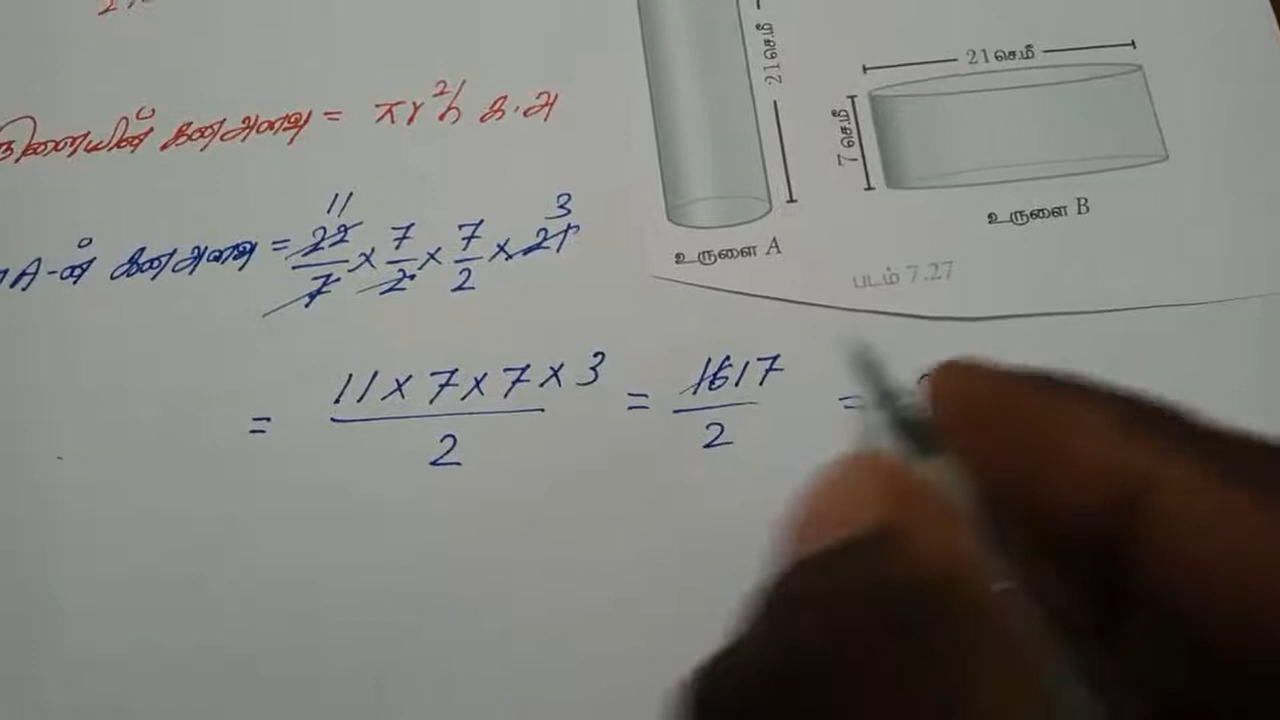 21 செ.மீ
21 செ.மீ
7 செ.மீ
கனஅளவு = πr²h க.அ
உருளை A
உருளை B
படம் 7.27
A-ன் கனஅளவு = 22/7 × 7/2 × 7/2 × 21
11 3
= 11 × 7 × 7 × 3 / 2 = 1617 / 2 =